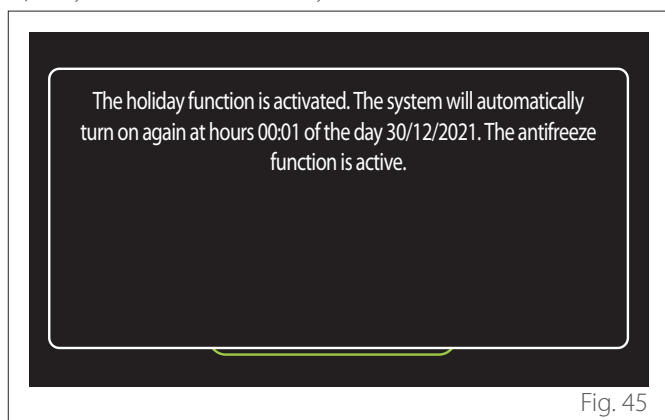 The holiday function is activated. The system will automatically
turn on again at hours 00:01 of the day 30/12/2021. The antifreeze
function is active.
Fig. 45